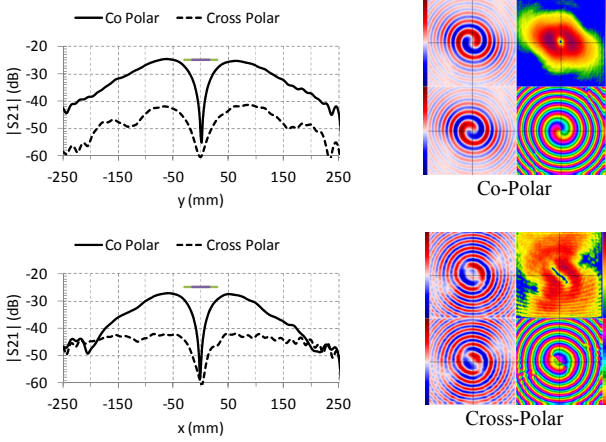 Co Polar Cross Polar
-20
-30
-40
-50
-60
|S21| (dB)
-250 -150 -50 50 150 250
y (mm)
Co-Polar
Co Polar Cross Polar
-20
-30
-40
-50
-60
|S21| (dB)
-250 -150 -50 50 150 250
x (mm)
Cross-Polar